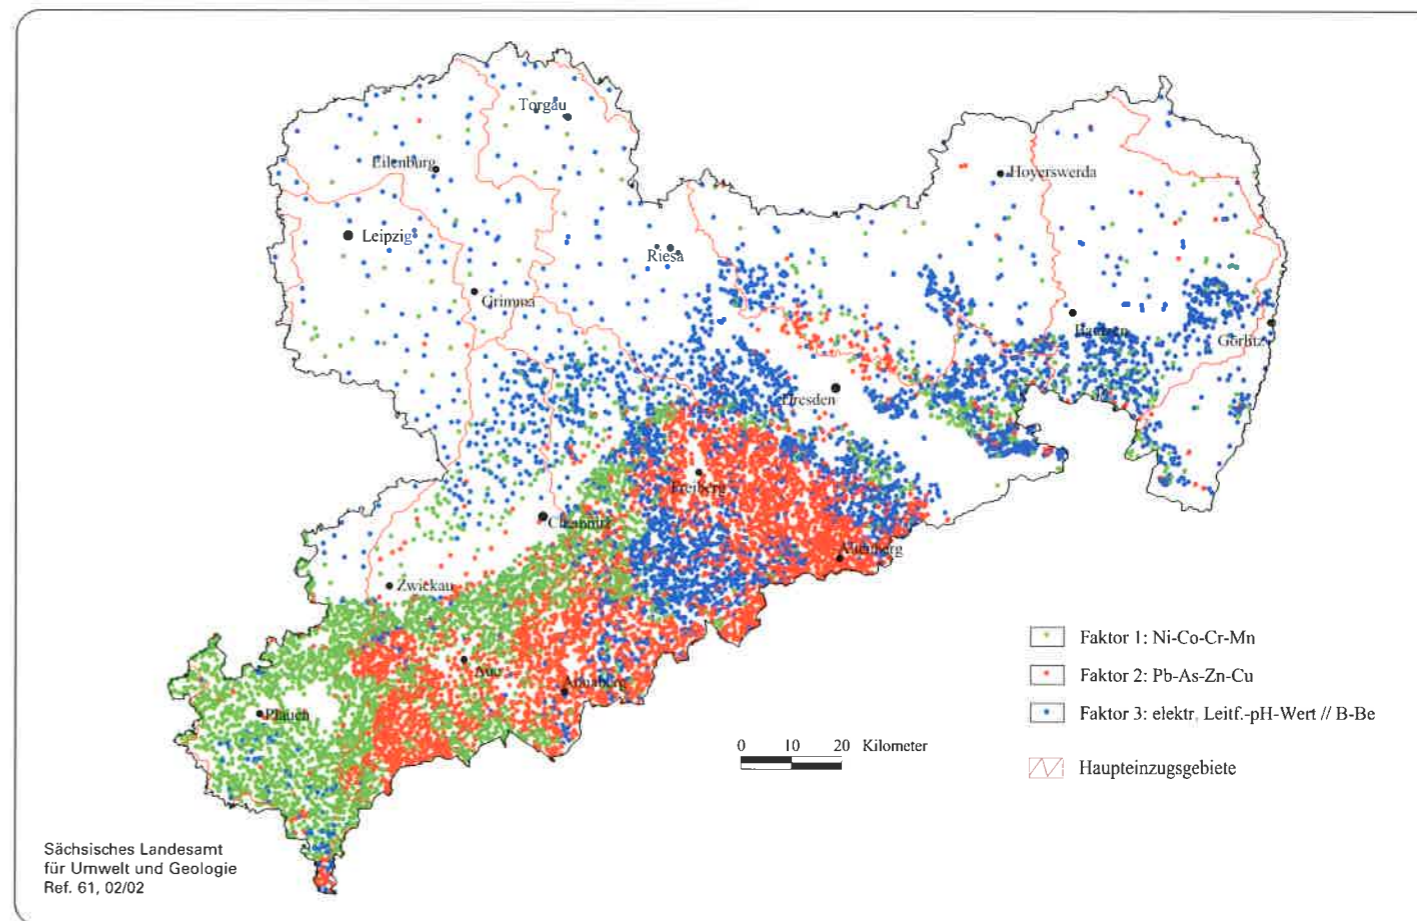 Torgau
Eilenburg
Hoyerswerda
Leipzig
Riesa
Grimma
Bautzen
Görlitz
Dresden
Freiberg
Chemnitz
Altenberg
Zwickau
Aue
Annaberg
Plauen
Faktor 1: Ni-Co-Cr-Mn
Faktor 2: Pb-As-Zn-Cu
Faktor 3: elektr. Leitf.-pH-Wert // B-Be
0 10 20 Kilometer
Haupteinzugsgebiete
Sächsisches Landesamt
für Umwelt und Geologie
Ref. 61, 02/02